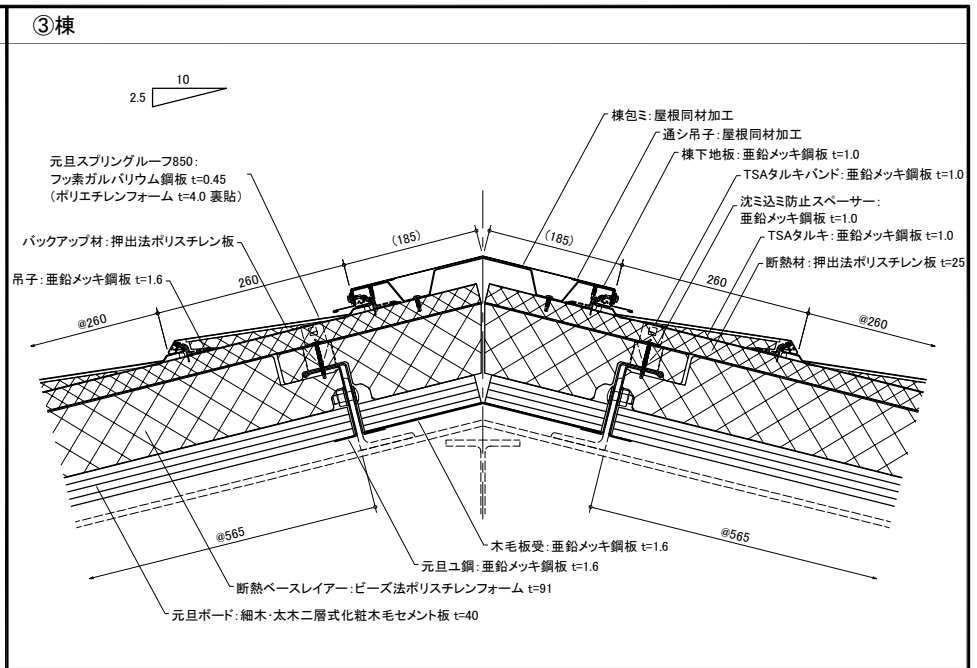 ③棟
10
2.5
元旦スプリングルーフ850:
フッ素ガルバリウム鋼板 t=0.45
(ポリエチレンフォーム t=4.0 裏貼)
バックアップ材:押出法ポリスチレン板
吊子:亜鉛メッキ鋼板 t=1.6
棟包ミ:屋根同材加工
通シ吊子:屋根同材加工
棟下地板:亜鉛メッキ鋼板 t=1.0
TSAタルキバンド:亜鉛メッキ鋼板 t=1.0
沈ミ込ミ防止スペーサー:
亜鉛メッキ鋼板 t=1.0
TSAタルキ:亜鉛メッキ鋼板 t=1.0
断熱材:押出法ポリスチレン板 t=25
(185)
(185)
260
260
@260
@260
@565
@565
木毛板受:亜鉛メッキ鋼板 t=1.6
元旦ユ鋼:亜鉛メッキ鋼板 t=1.6
断熱ベースレイアー:ビーズ法ポリスチレンフォーム t=91
元旦ボード:細木・太木二層式化粧木毛セメント板 t=40